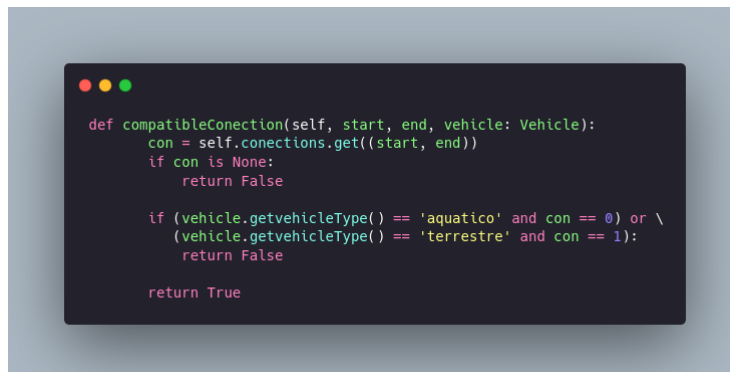 def compatibleConection(self, start, end, vehicle: Vehicle):
        con = self.conections.get((start, end))
        if con is None:
            return False

        if (vehicle.getvehicleType() == 'aquatico' and con == 0) or \
           (vehicle.getvehicleType() == 'terrestre' and con == 1):
            return False

        return True